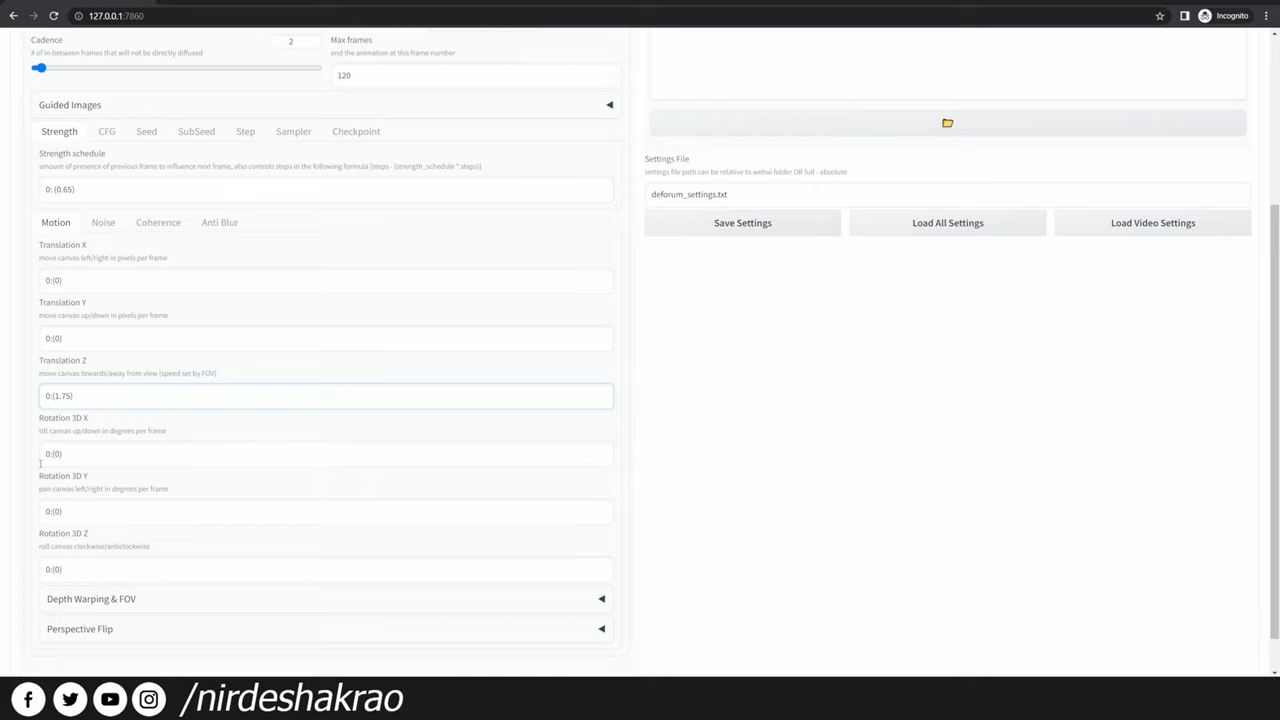 127.0.0.1:7860
Incognito
Cadence
2
# of in-between frames that will not be directly diffused
Max frames
end the animation at this frame number
120
Guided Images
Strength CFG Seed SubSeed Step Sampler Checkpoint
Strength schedule
amount of presence of previous frame to influence next frame, also controls steps in the following formula [steps - (strength_schedule * steps)]
0: (0.65)
Motion Noise Coherence Anti Blur
Translation X
move canvas left/right in pixels per frame
0:(0)
Translation Y
move canvas up/down in pixels per frame
0:(0)
Translation Z
move canvas towards/away from view [speed set by FOV]
0:(1.75)
Rotation 3D X
tilt canvas up/down in degrees per frame
0:(0)
Rotation 3D Y
pan canvas left/right in degrees per frame
0:(0)
Rotation 3D Z
roll canvas clockwise/anticlockwise
0:(0)
Depth Warping & FOV
Perspective Flip
Settings File
settings file path can be relative to webui folder OR full - absolute
deforum_settings.txt
Save Settings Load All Settings Load Video Settings
/nirdeshakrao